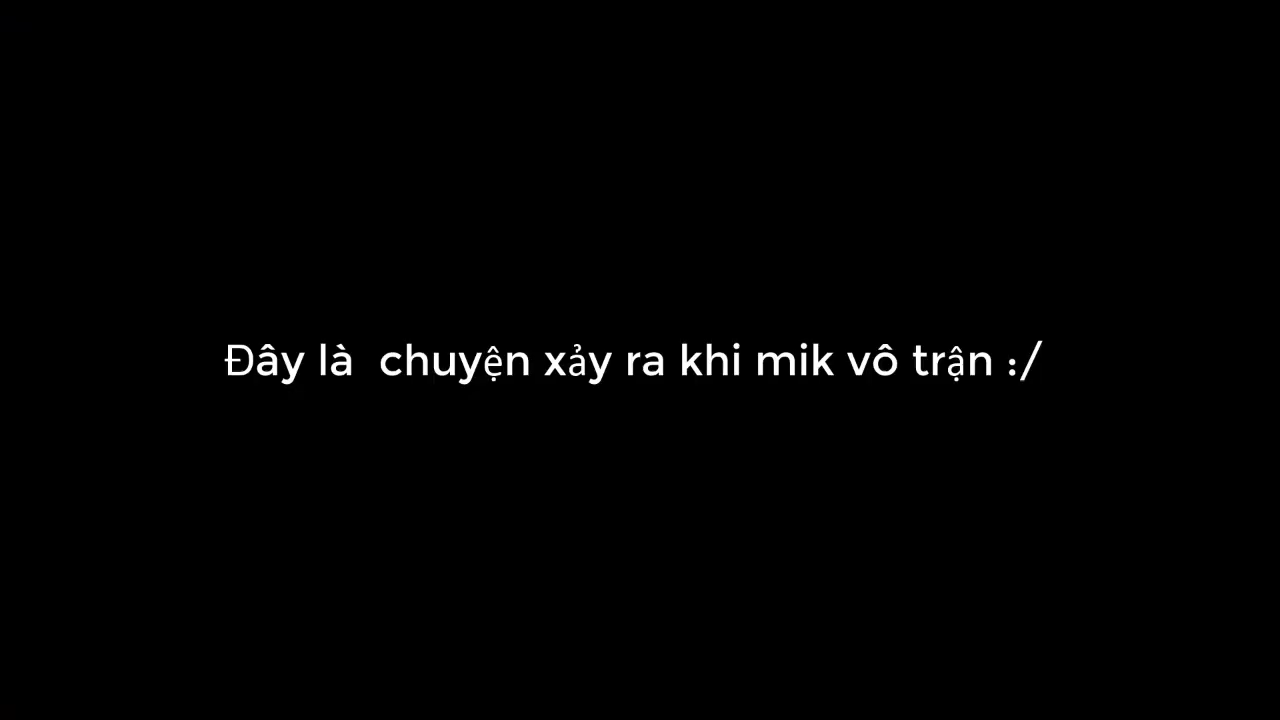 Đây là  chuyện xảy ra khi mik vô trận :/